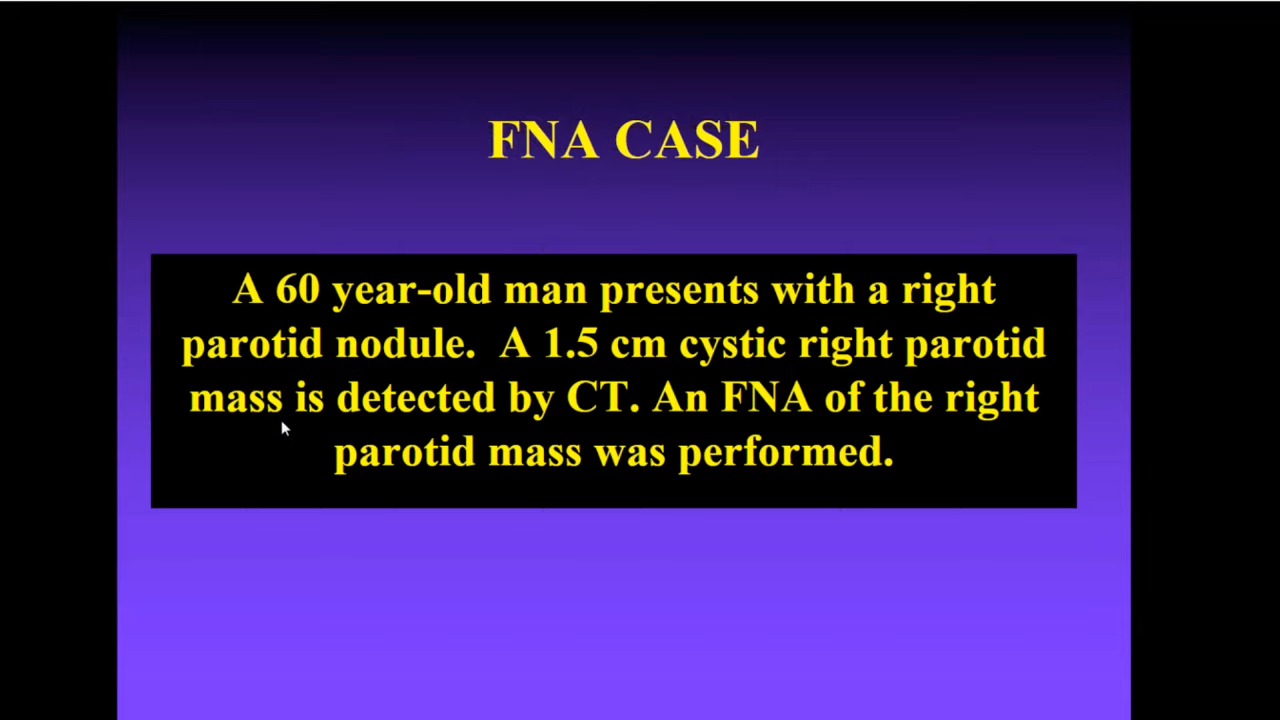 FNA CASE
A 60 year-old man presents with a right
parotid nodule.  A 1.5 cm cystic right parotid
mass is detected by CT. An FNA of the right
parotid mass was performed.